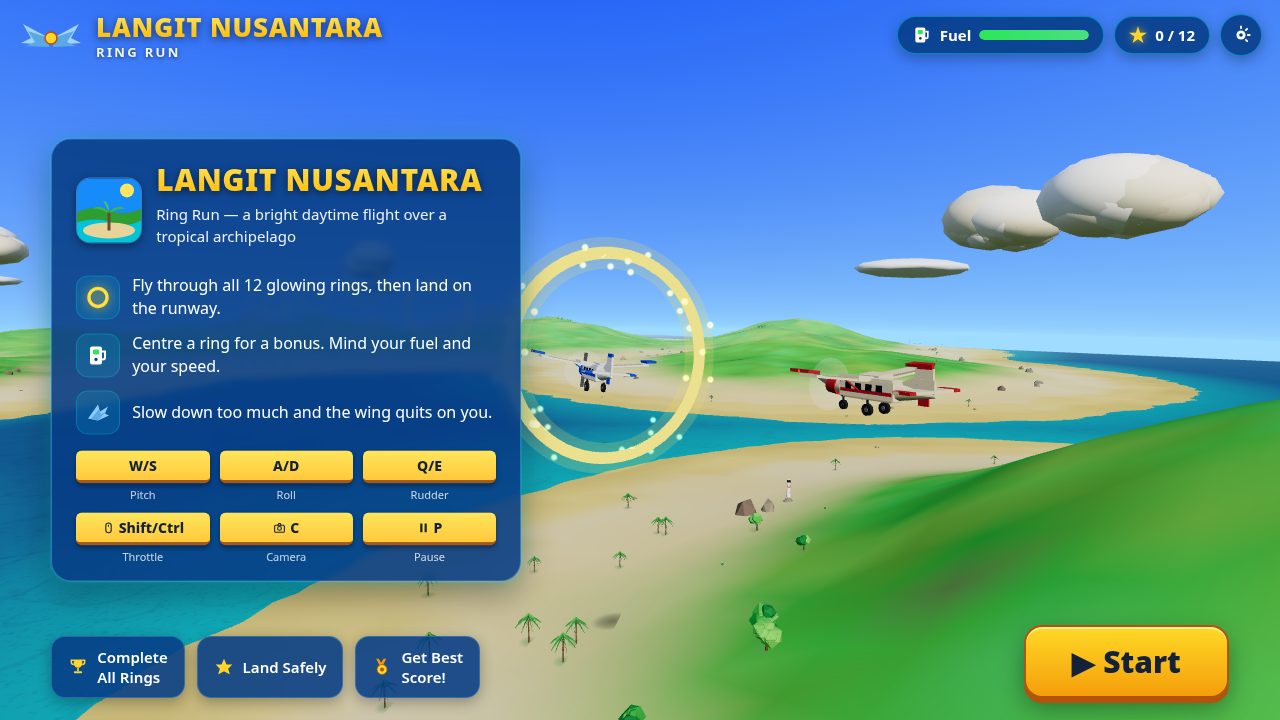 LANGIT NUSANTARA
RING RUN
Fuel
0 / 12
LANGIT NUSANTARA
Ring Run — a bright daytime flight over a
tropical archipelago
Fly through all 12 glowing rings, then land on
the runway.
Centre a ring for a bonus. Mind your fuel and
your speed.
Slow down too much and the wing quits on you.
W/S
A/D
Q/E
Pitch
Roll
Rudder
Shift/Ctrl
C
P
Throttle
Camera
Pause
Complete
All Rings
Land Safely
Get Best
Score!
▶ Start